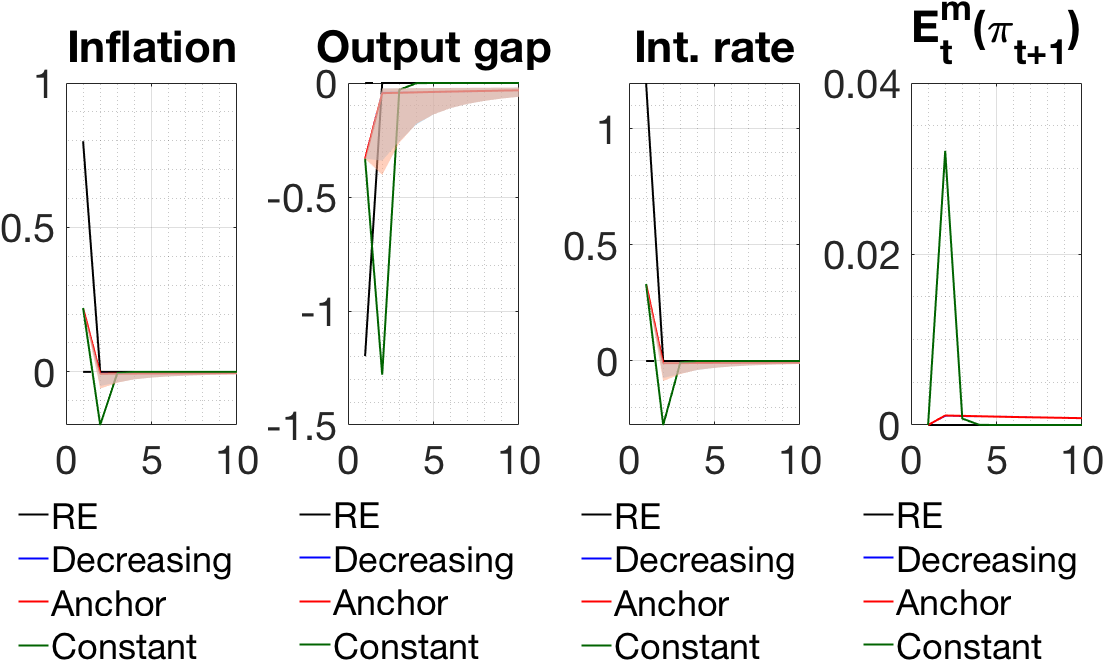 Inflation
Output gap
Int. rate
E_t^m(π_{t+1})
1
0.5
0
0
5
10
0
-0.5
-1
-1.5
0
5
10
1
0.5
0
0
5
10
0.04
0.02
0
0
5
10
RE
Decreasing
Anchor
Constant
RE
Decreasing
Anchor
Constant
RE
Decreasing
Anchor
Constant
RE
Decreasing
Anchor
Constant